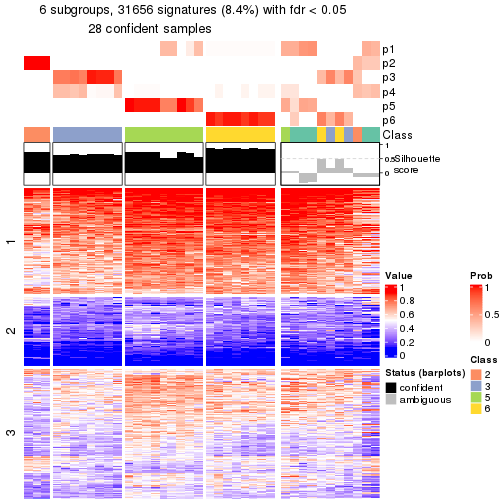 6 subgroups, 31656 signatures (8.4%) with fdr < 0.05
28 confident samples
p1
p2
p3
p4
p5
p6
Class
1
0.5
0
Silhouette
score
1
2
3
Value
1
0.8
0.6
0.4
0.2
0
Status (barplots)
confident
ambiguous
Prob
1
0.5
0
Class
2
3
5
6